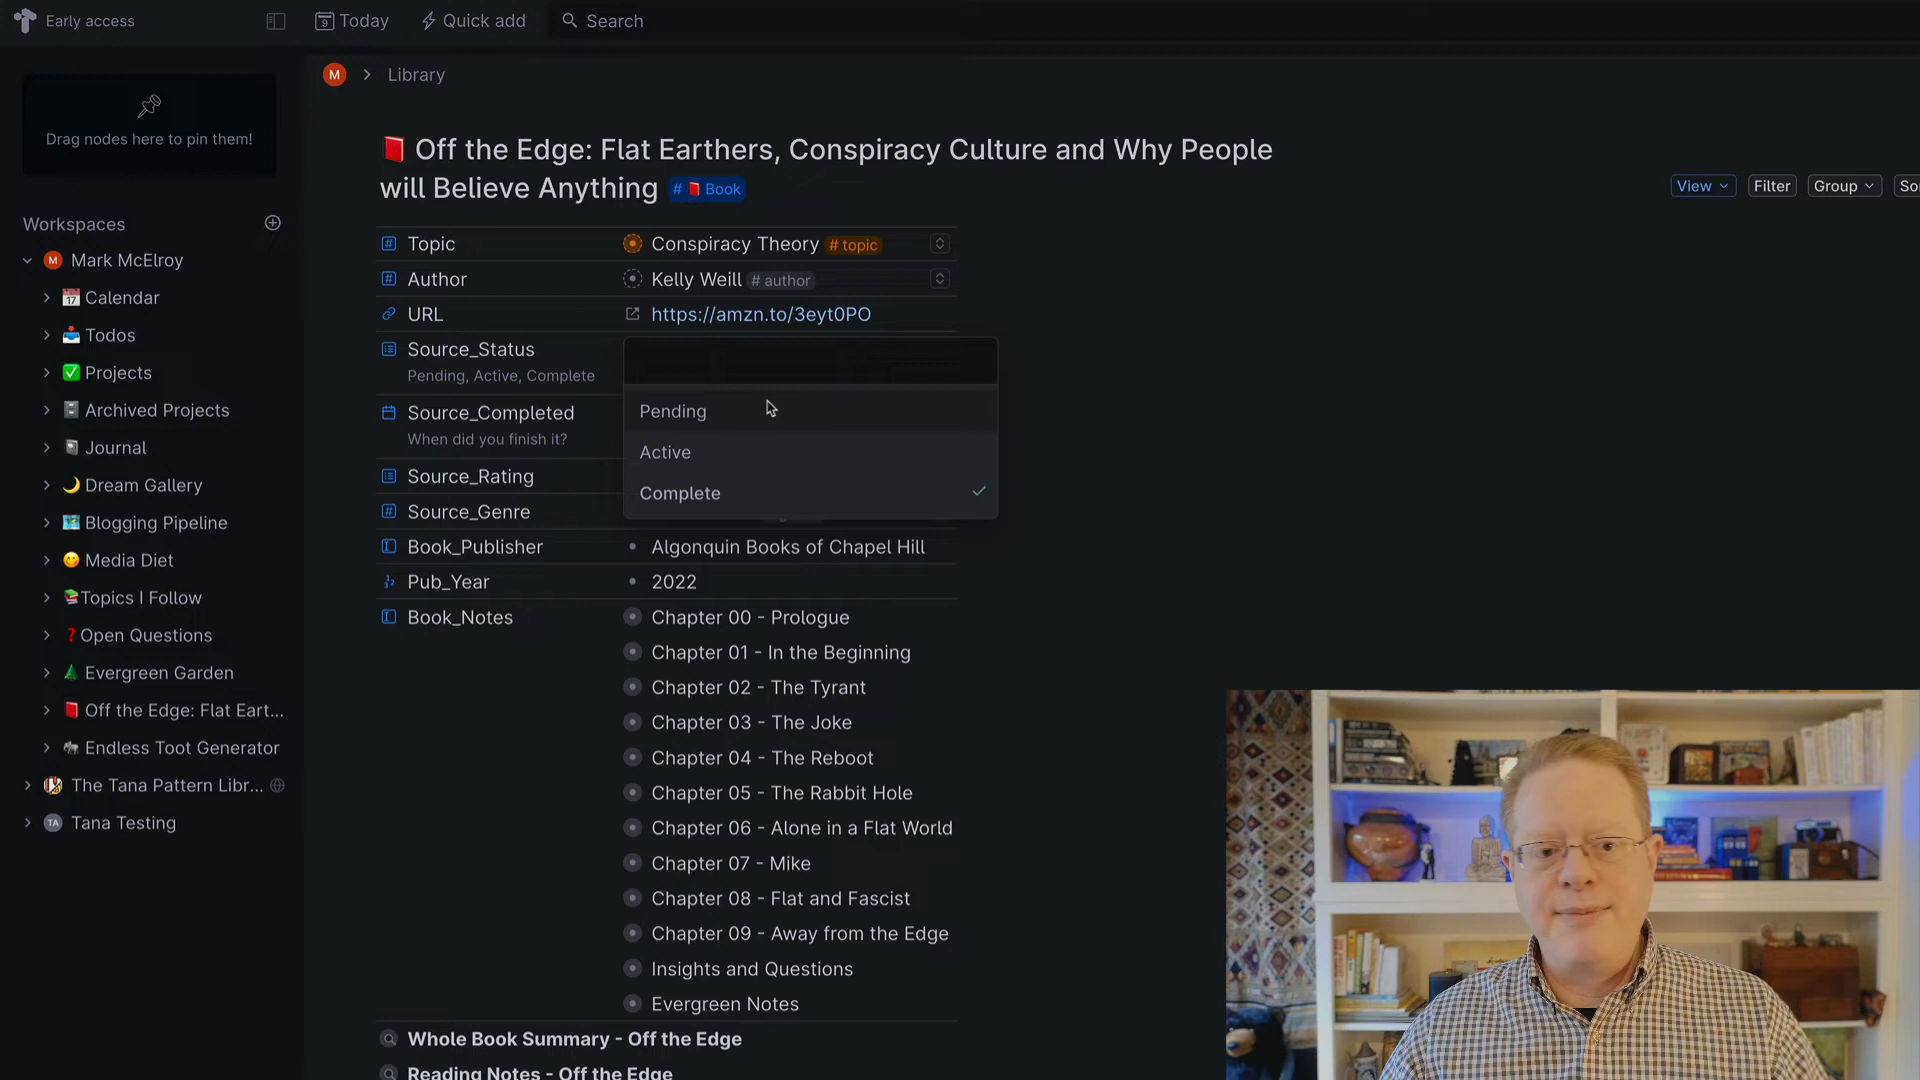 Early access
9 Today
Quick add
Search
Drag nodes here to pin them!
Workspaces
M Mark McElroy
Calendar
Todos
Projects
Archived Projects
Journal
Dream Gallery
Blogging Pipeline
Media Diet
Topics I Follow
Open Questions
Evergreen Garden
Off the Edge: Flat Eart...
Endless Toot Generator
The Tana Pattern Libr...
TA Tana Testing
M > Library
Off the Edge: Flat Earthers, Conspiracy Culture and Why People
will Believe Anything # Book
View
Filter
Group
So
Topic
Conspiracy Theory # topic
Author
Kelly Weill # author
URL
https://amzn.to/3eyt0PO
Source_Status
Pending, Active, Complete
Source_Completed
When did you finish it?
Source_Rating
Source_Genre
Pending
Active
Complete
Book_Publisher
Algonquin Books of Chapel Hill
Pub_Year
2022
Book_Notes
Chapter 00 - Prologue
Chapter 01 - In the Beginning
Chapter 02 - The Tyrant
Chapter 03 - The Joke
Chapter 04 - The Reboot
Chapter 05 - The Rabbit Hole
Chapter 06 - Alone in a Flat World
Chapter 07 - Mike
Chapter 08 - Flat and Fascist
Chapter 09 - Away from the Edge
Insights and Questions
Evergreen Notes
Whole Book Summary - Off the Edge
Reading Notes - Off the Edge